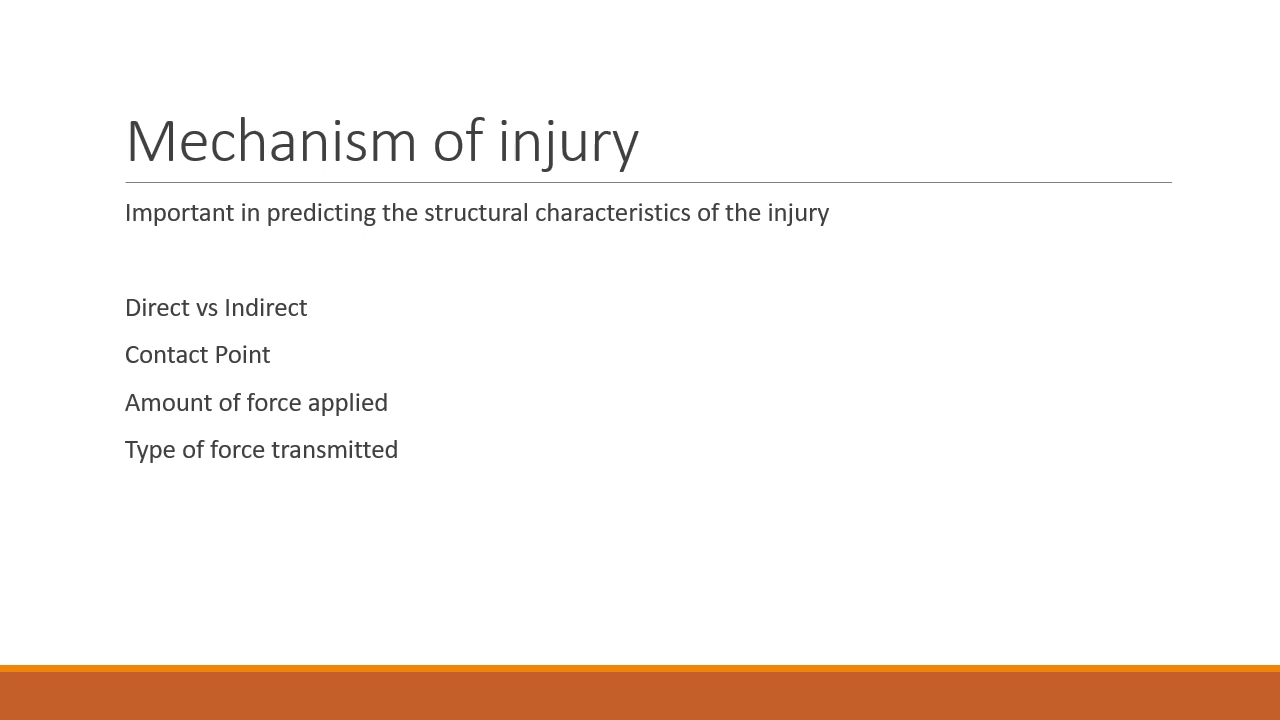 Mechanism of injury
Important in predicting the structural characteristics of the injury
Direct vs Indirect
Contact Point
Amount of force applied
Type of force transmitted